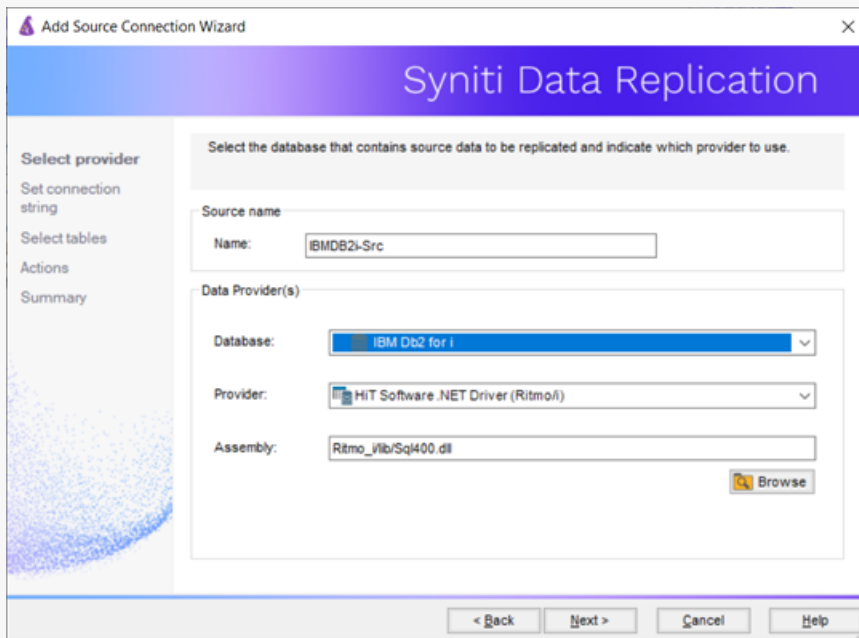 Add Source Connection Wizard
Syniti Data Replication
Select provider
Set connection
string
Select tables
Actions
Summary
Select the database that contains source data to be replicated and indicate which provider to use.
Source name
Name: IBMDB2i-Src
Data Provider(s)
Database: IBM Db2 for i
Provider: HiT Software .NET Driver (Ritmo/i)
Assembly: Ritmo_i/lib/Sql400.dll
Browse
< Back Next > Cancel Help